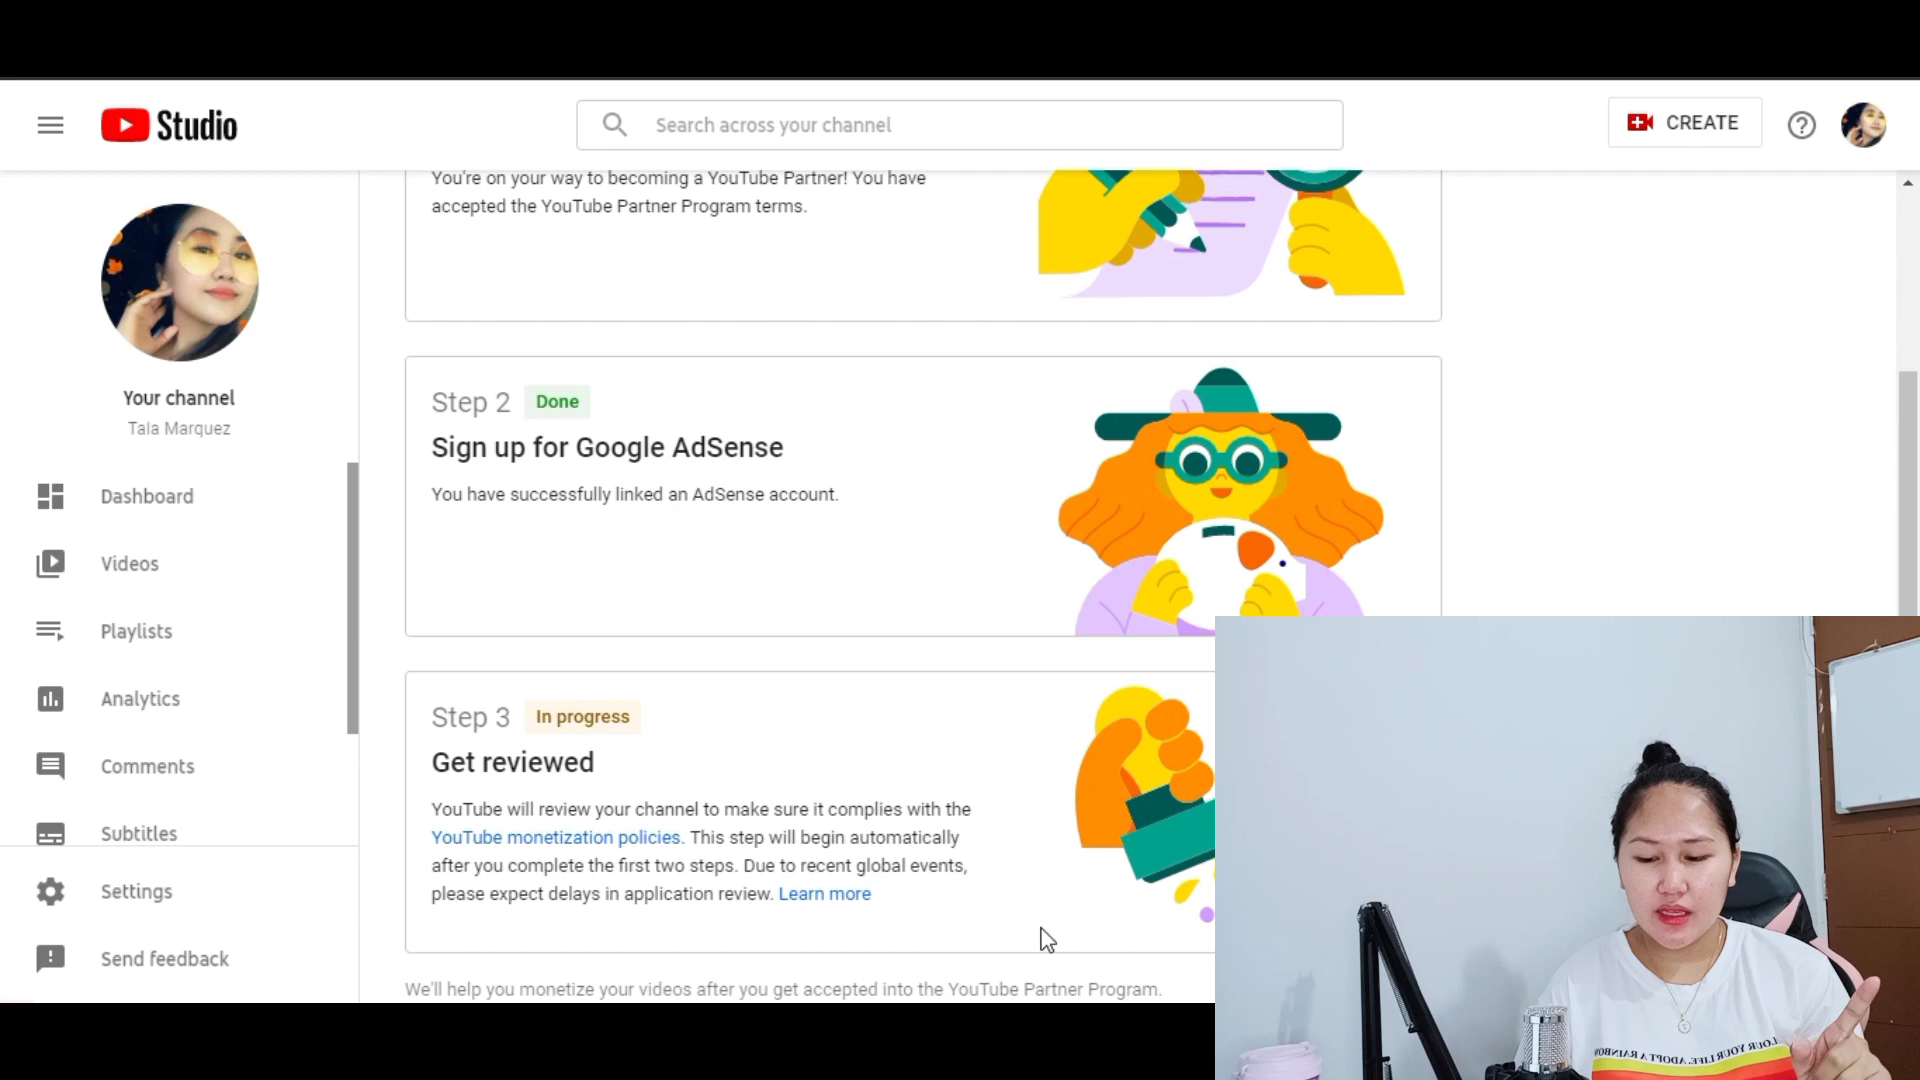 Studio
Search across your channel
CREATE
Your channel
Tala Marquez
Dashboard
Videos
Playlists
Analytics
Comments
Subtitles
Settings
Send feedback
You're on your way to becoming a YouTube Partner! You have
accepted the YouTube Partner Program terms.
Step 2 Done
Sign up for Google AdSense
You have successfully linked an AdSense account.
Step 3 In progress
Get reviewed
YouTube will review your channel to make sure it complies with the
YouTube monetization policies. This step will begin automatically
after you complete the first two steps. Due to recent global events,
please expect delays in application review. Learn more
We'll help you monetize your videos after you get accepted into the YouTube Partner Program.
LOUR YOUR LIFE, ADOPT A RAINBOW